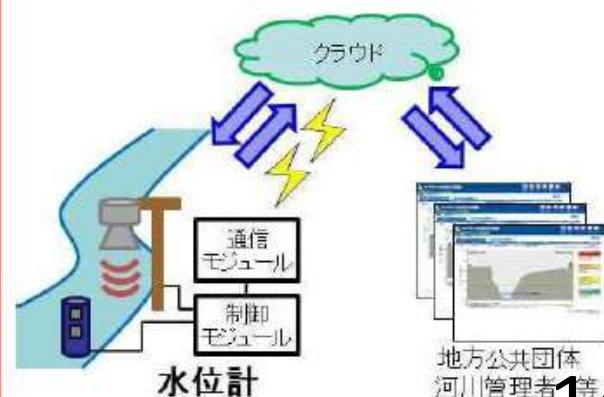 クラウド
通信
モジュール
制御
モジュール
水位計
地方公共団体
河川管理者等
1